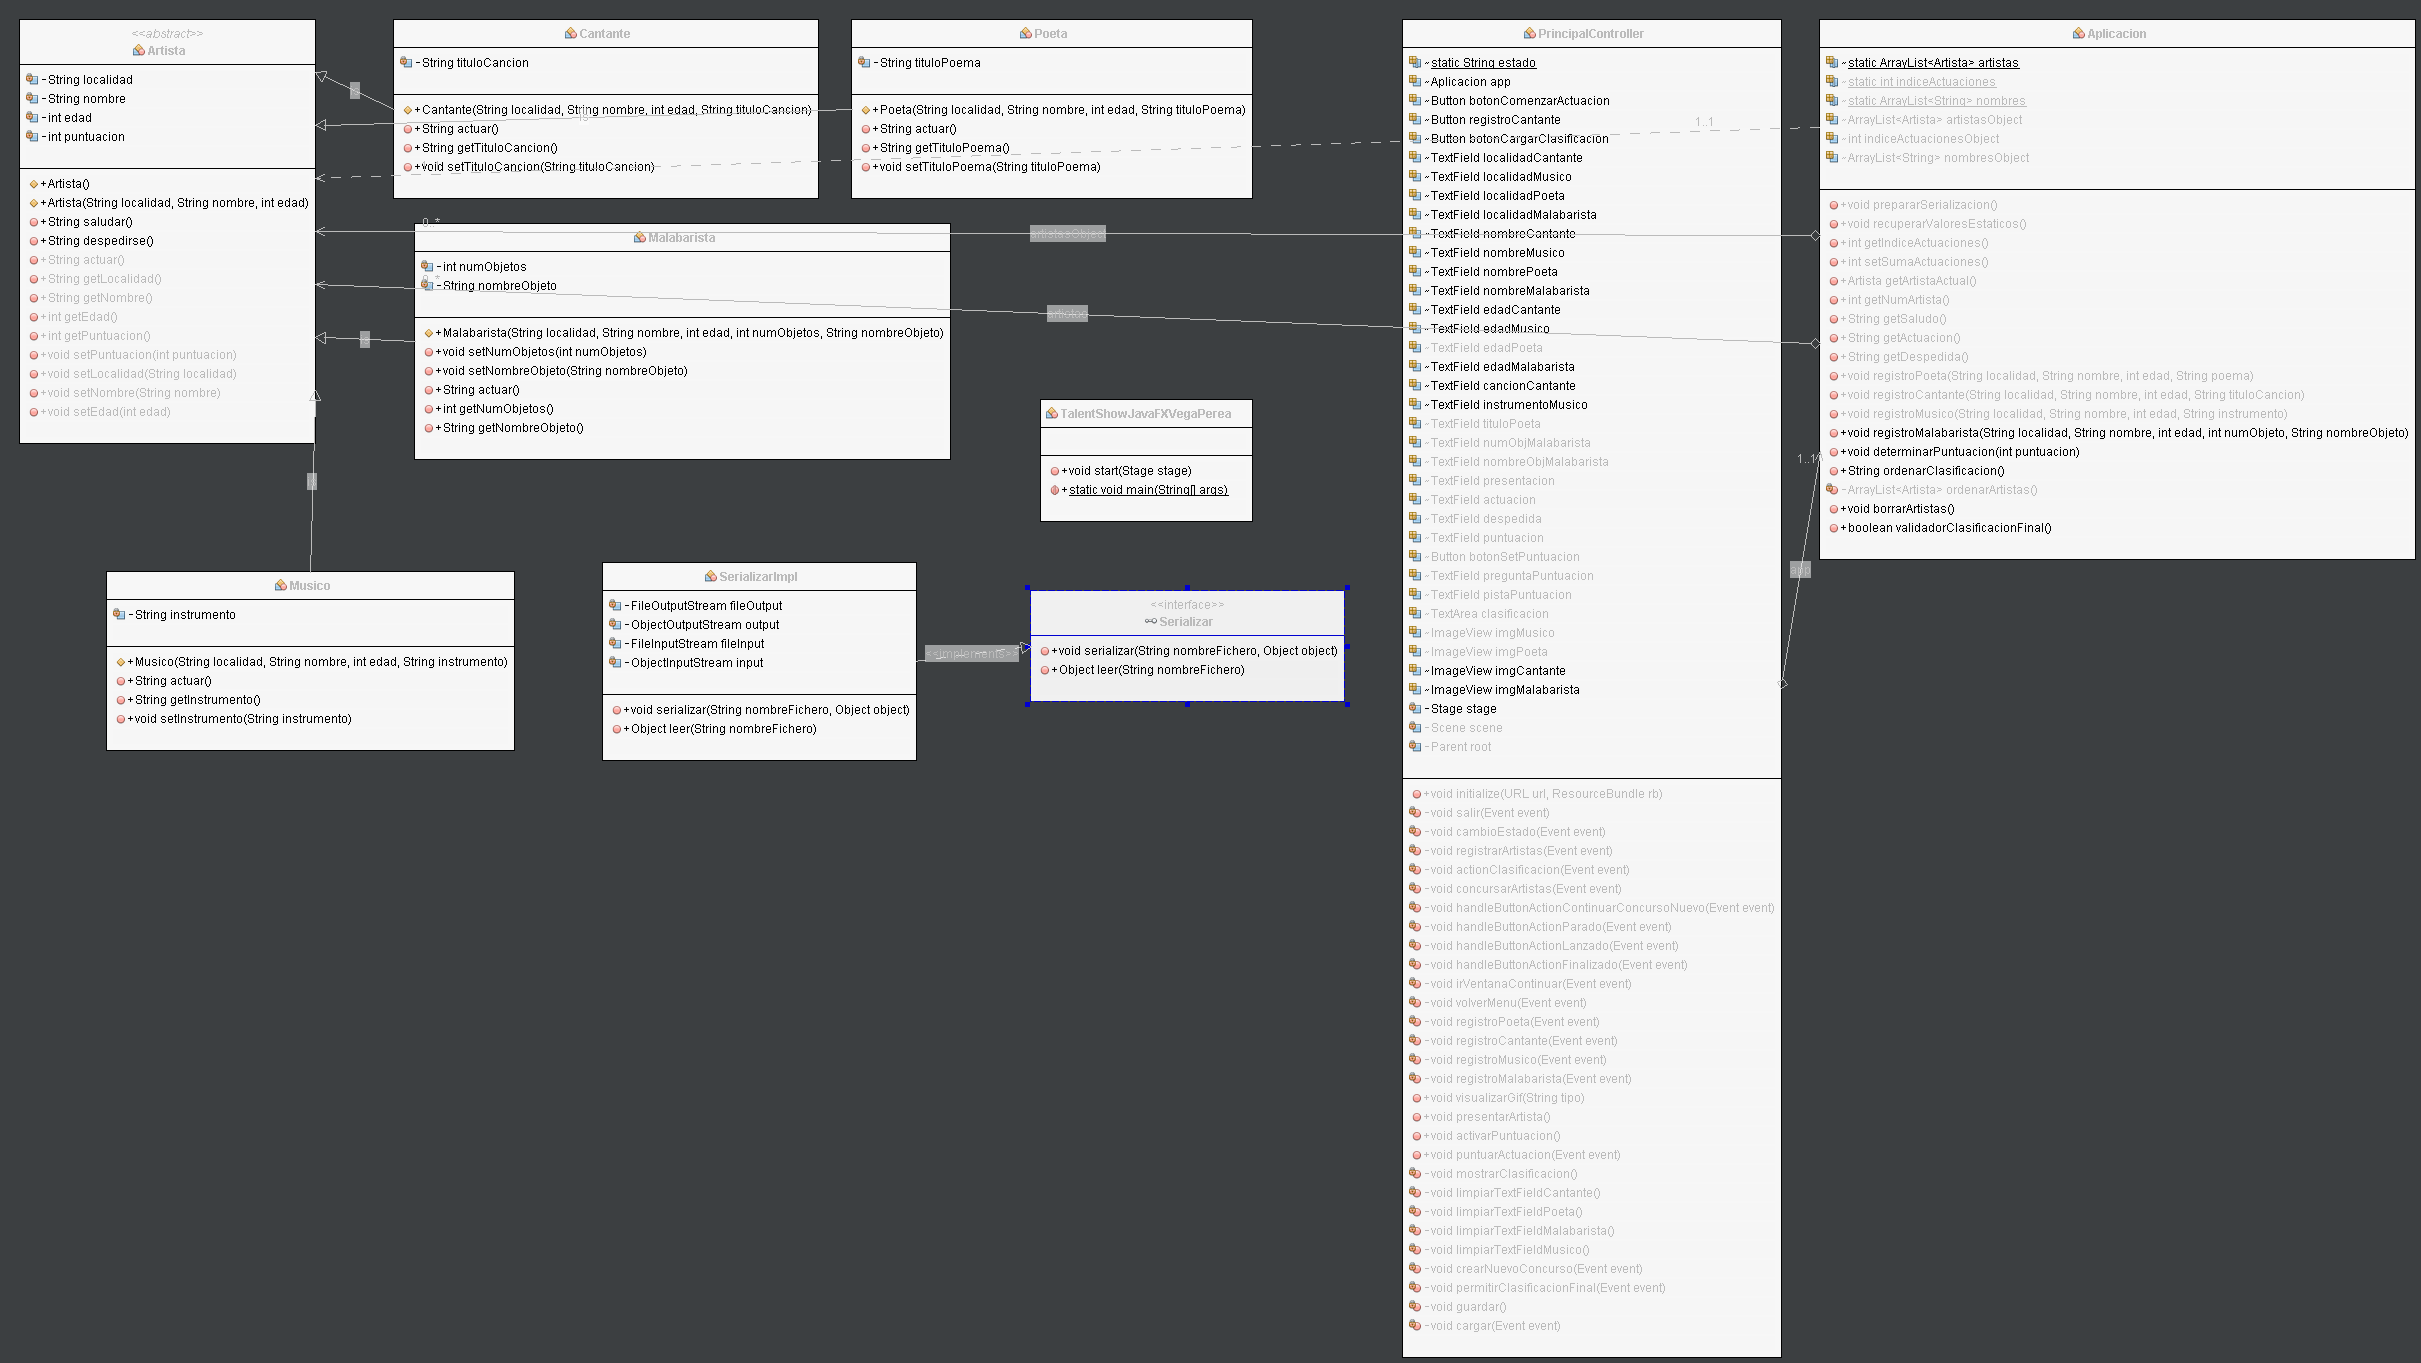 <<abstract>>
Artista
-String localidad
-String nombre
-int edad
-int puntuacion
+Artista()
+Artista(String localidad, String nombre, int edad)
+String saludar()
+String despedirse()
+String actuar()
+String getLocalidad()
+String getNombre()
+int getEdad()
+int getPuntuacion()
+void setPuntuacion(int puntuacion)
+void setLocalidad(String localidad)
+void setNombre(String nombre)
+void setEdad(int edad)
Cantante
-String tituloCancion
+Cantante(String localidad, String nombre, int edad, String tituloCancion)
+String actuar()
+String getTituloCancion()
+void setTituloCancion(String tituloCancion)
Poeta
-String tituloPoema
+Poeta(String localidad, String nombre, int edad, String tituloPoema)
+String actuar()
+String getTituloPoema()
+void setTituloPoema(String tituloPoema)
0..*
Malabarista
-int numObjetos
0..*
-String nombreObjeto
+Malabarista(String localidad, String nombre, int edad, int numObjetos, String nombreObjeto)
+void setNumObjetos(int numObjetos)
+void setNombreObjeto(String nombreObjeto)
+String actuar()
+int getNumObjetos()
+String getNombreObjeto()
artistasObject
artistas
TalentShowJavaFXVegaPerea
+void start(Stage stage)
+static void main(String[] args)
Musico
-String instrumento
+Musico(String localidad, String nombre, int edad, String instrumento)
+String actuar()
+String getInstrumento()
+void setInstrumento(String instrumento)
SerializarImpl
-FileOutputStream fileOutput
-ObjectOutputStream output
-FileInputStream fileInput
-ObjectInputStream input
+void serializar(String nombreFichero, Object object)
+Object leer(String nombreFichero)
<<implements>>
<<interface>>
Serializar
+void serializar(String nombreFichero, Object object)
+Object leer(String nombreFichero)
PrincipalController
~static String estado
~Aplicacion app
~Button botonComenzarActuacion
~Button registroCantante
~Button botonCargarClasificacion
~TextField localidadCantante
~TextField localidadMusico
~TextField localidadPoeta
~TextField localidadMalabarista
~TextField nombreCantante
~TextField nombreMusico
~TextField nombrePoeta
~TextField nombreMalabarista
~TextField edadCantante
~TextField edadMusico
~TextField edadPoeta
~TextField edadMalabarista
~TextField cancionCantante
~TextField instrumentoMusico
~TextField tituloPoeta
~TextField numObjMalabarista
~TextField nombreObjMalabarista
~TextField presentacion
~TextField actuacion
~TextField despedida
~TextField puntuacion
~Button botonSetPuntuacion
~TextField preguntaPuntuacion
~TextField pistaPuntuacion
~TextArea clasificacion
~ImageView imgMusico
~ImageView imgPoeta
~ImageView imgCantante
~ImageView imgMalabarista
-Stage stage
-Scene scene
-Parent root
+void initialize(URL url, ResourceBundle rb)
-void salir(Event event)
-void cambioEstado(Event event)
-void registrarArtistas(Event event)
-void actionClasificacion(Event event)
-void concursarArtistas(Event event)
-void handleButtonActionContinuarConcursoNuevo(Event event)
-void handleButtonActionParado(Event event)
-void handleButtonActionLanzado(Event event)
-void handleButtonActionFinalizado(Event event)
-void irVentanaContinuar(Event event)
-void volverMenu(Event event)
-void registroPoeta(Event event)
-void registroCantante(Event event)
-void registroMusico(Event event)
-void registroMalabarista(Event event)
+void visualizarGif(String tipo)
+void presentarArtista()
+void activarPuntuacion()
+void puntuarActuacion(Event event)
-void mostrarClasificacion()
-void limpiarTextFieldCantante()
-void limpiarTextFieldPoeta()
-void limpiarTextFieldMalabarista()
-void limpiarTextFieldMusico()
-void crearNuevoConcurso(Event event)
-void permitirClasificacionFinal(Event event)
-void guardar()
-void cargar(Event event)
1..1
1..1
app
Aplicacion
~static ArrayList<Artista> artistas
~static int indiceActuaciones
~static ArrayList<String> nombres
~ArrayList<Artista> artistasObject
~int indiceActuacionesObject
~ArrayList<String> nombresObject
+void prepararSerializacion()
+void recuperarValoresEstaticos()
+int getIndiceActuaciones()
+int setSumaActuaciones()
+Artista getArtistaActual()
+int getNumArtista()
+String getSaludo()
+String getActuacion()
+String getDespedida()
+void registroPoeta(String localidad, String nombre, int edad, String poema)
+void registroCantante(String localidad, String nombre, int edad, String tituloCancion)
+void registroMusico(String localidad, String nombre, int edad, String instrumento)
+void registroMalabarista(String localidad, String nombre, int edad, int numObjeto, String nombreObjeto)
+void determinarPuntuacion(int puntuacion)
+String ordenarClasificacion()
-ArrayList<Artista> ordenarArtistas()
+void borrarArtistas()
+boolean validadorClasificacionFinal()